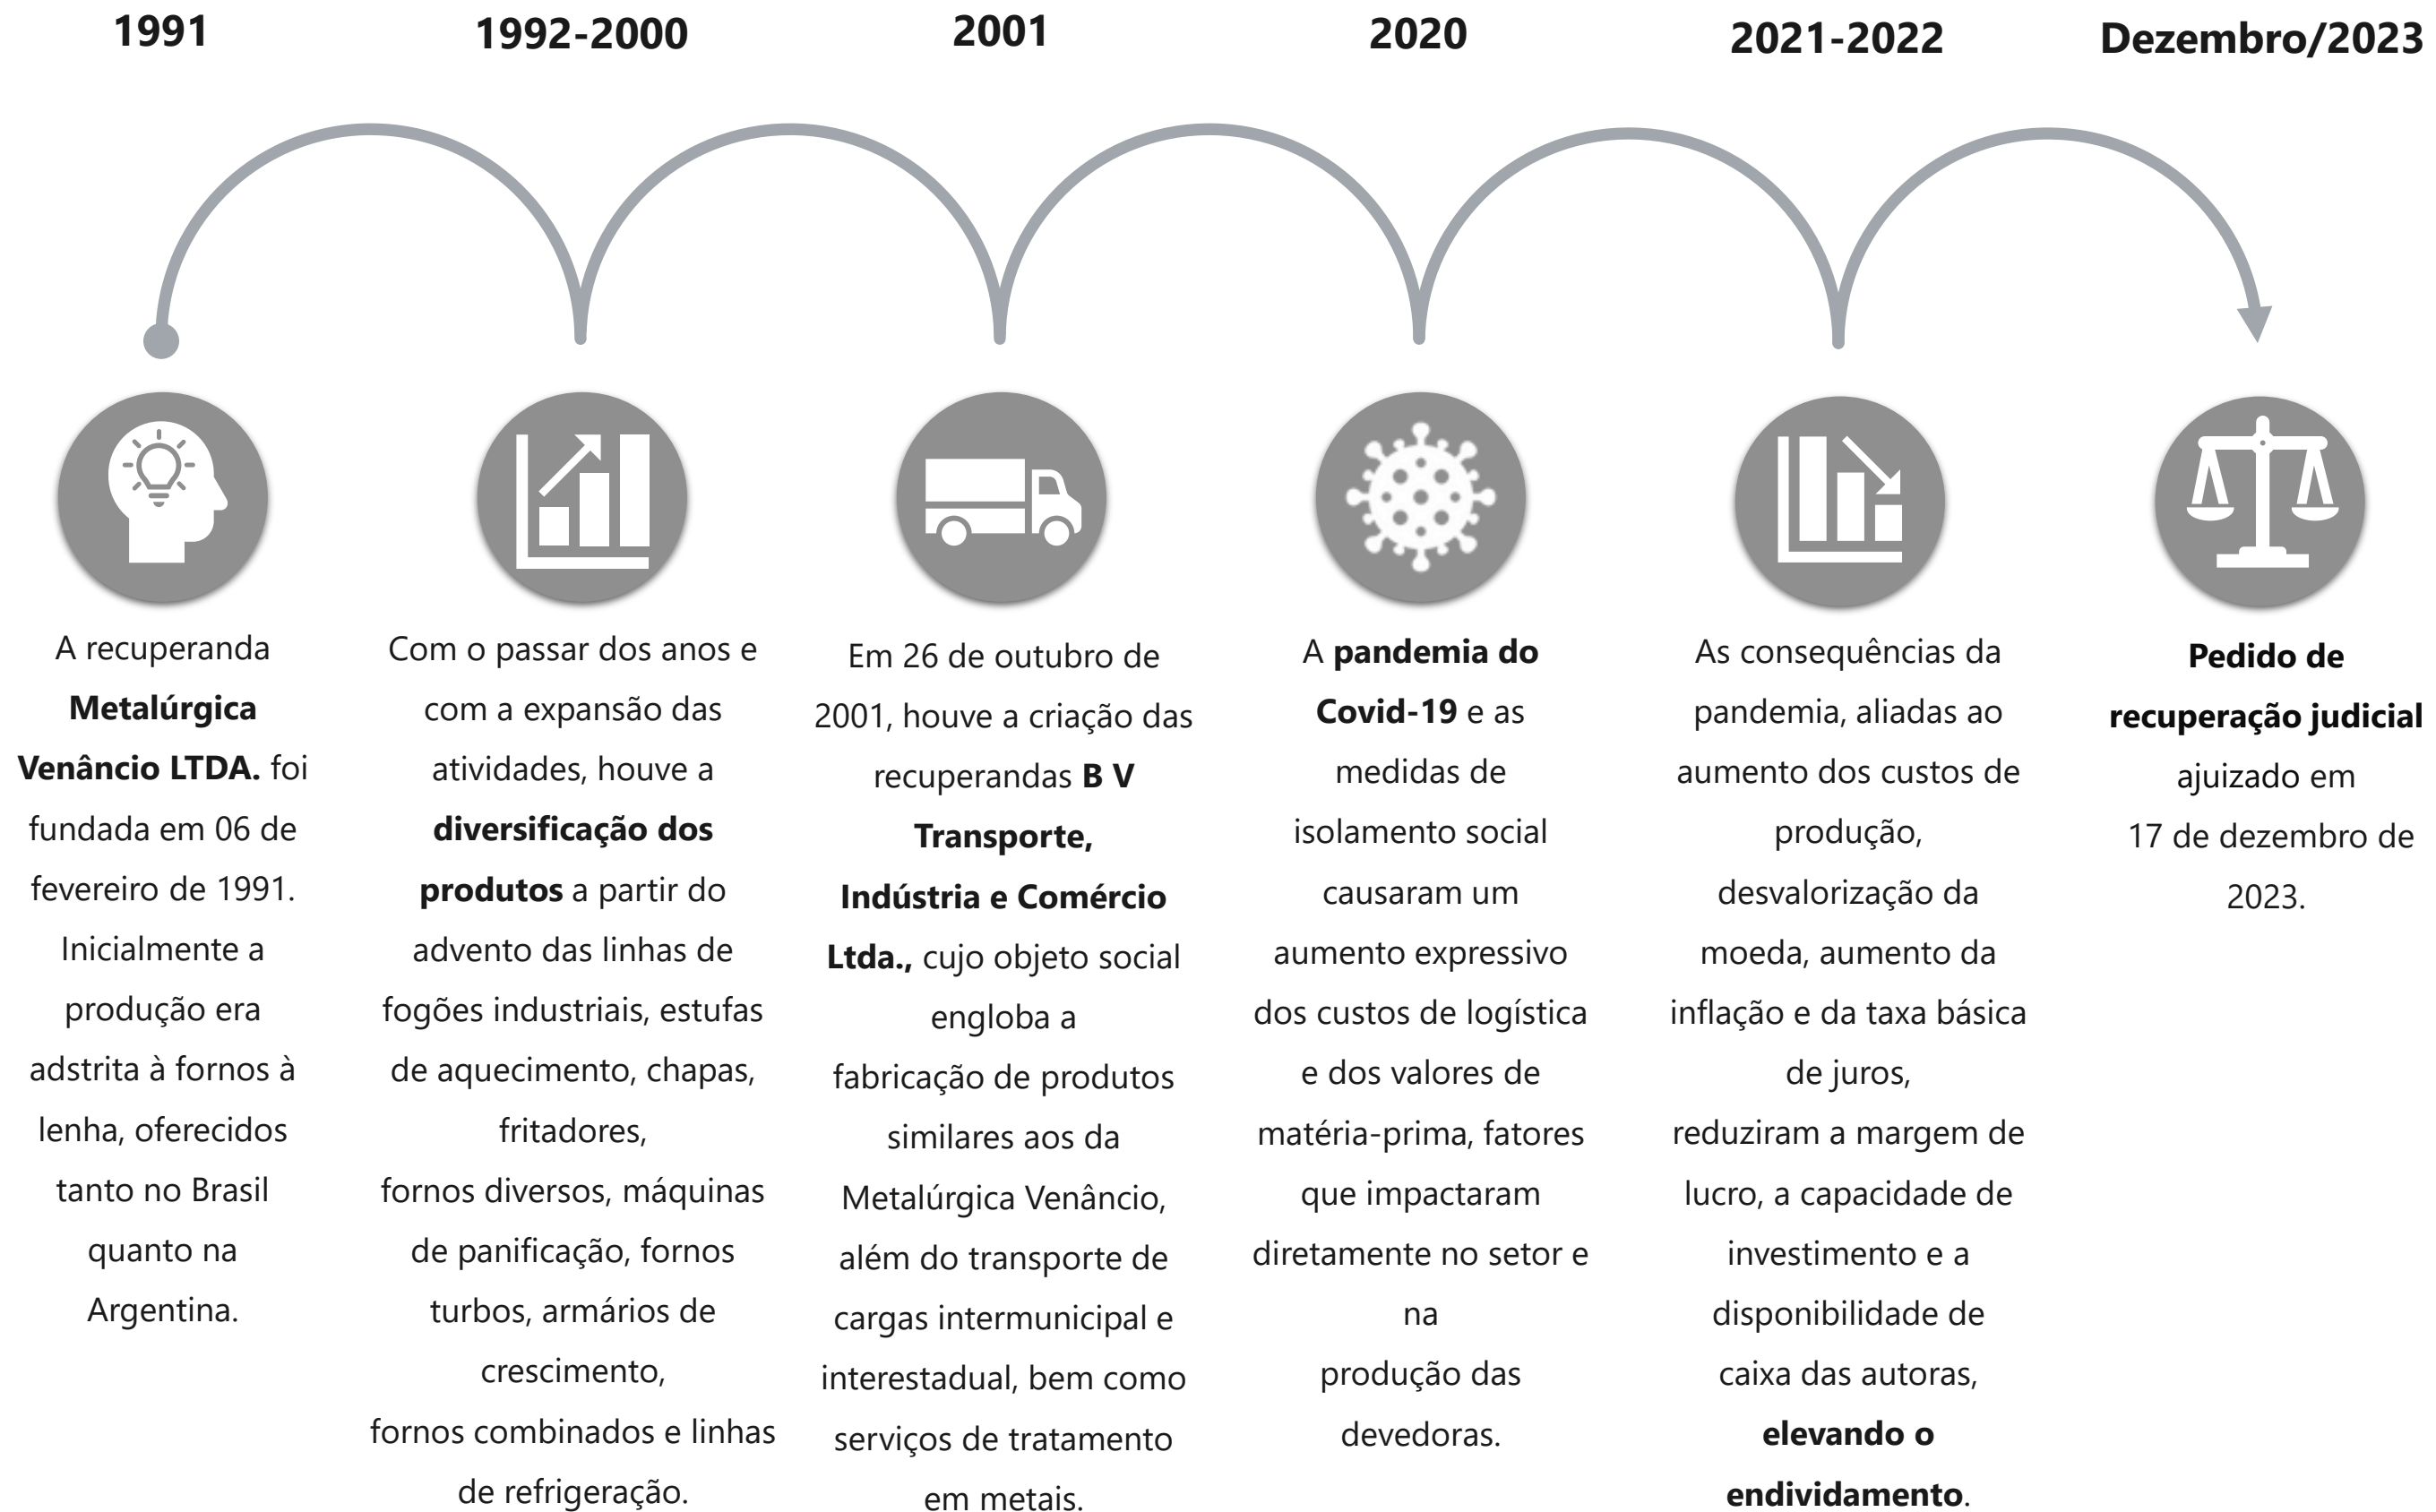 1991
A recuperanda
Metalúrgica
Venâncio LTDA. foi
fundada em 06 de
fevereiro de 1991.
Inicialmente a
produção era
adstrita à fornos à
lenha, oferecidos
tanto no Brasil
quanto na
Argentina.
1992-2000
Com o passar dos anos e
com a expansão das
atividades, houve a
diversificação dos
produtos a partir do
advento das linhas de
fogões industriais, estufas
de aquecimento, chapas,
fritadores,
fornos diversos, máquinas
de panificação, fornos
turbos, armários de
crescimento,
fornos combinados e linhas
de refrigeração.
2001
Em 26 de outubro de
2001, houve a criação das
recuperandas B V
Transporte,
Indústria e Comércio
Ltda., cujo objeto social
engloba a
fabricação de produtos
similares aos da
Metalúrgica Venâncio,
além do transporte de
cargas intermunicipal e
interestadual, bem como
serviços de tratamento
em metais.
2020
A pandemia do
Covid-19 e as
medidas de
isolamento social
causaram um
aumento expressivo
dos custos de logística
e dos valores de
matéria-prima, fatores
que impactaram
diretamente no setor e
na
produção das
devedoras.
2021-2022
As consequências da
pandemia, aliadas ao
aumento dos custos de
produção,
desvalorização da
moeda, aumento da
inflação e da taxa básica
de juros,
reduziram a margem de
lucro, a capacidade de
investimento e a
disponibilidade de
caixa das autoras,
elevando o
endividamento.
Dezembro/2023
Pedido de
recuperação judicial
ajuizado em
17 de dezembro de
2023.